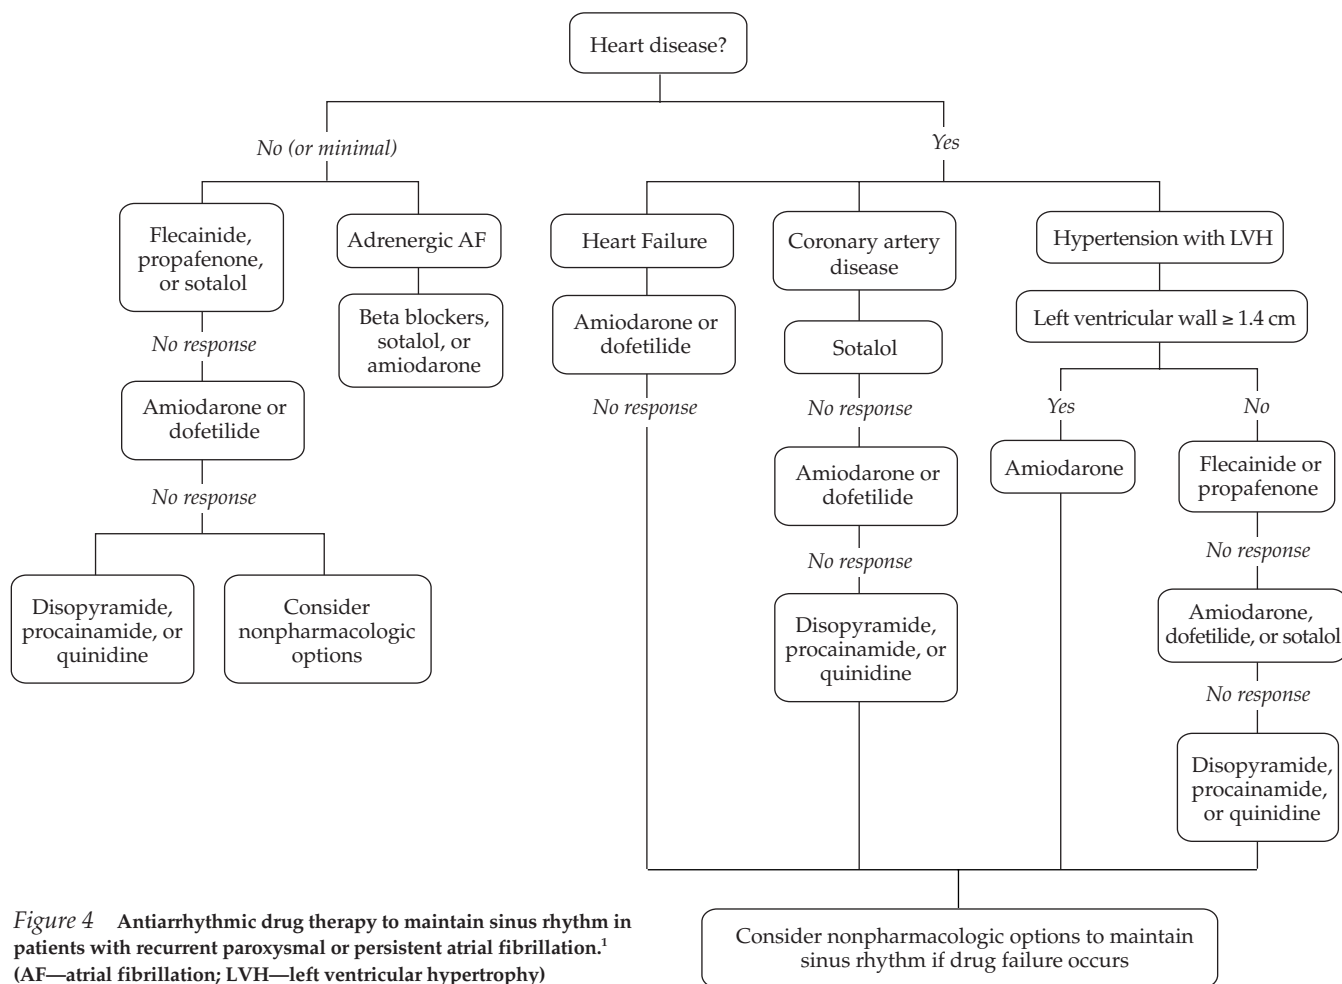 Heart disease?
No (or minimal)
Yes
Flecainide,
propafenone,
or sotalol
No response
Amiodarone or
dofetilide
No response
Disopyramide,
procainamide, or
quinidine
Consider
nonpharmacologic
options
Adrenergic AF
Beta blockers,
sotalol, or
amiodarone
Heart Failure
Amiodarone or
dofetilide
No response
Coronary artery
disease
Sotalol
No response
Amiodarone or
dofetilide
No response
Disopyramide,
procainamide, or
quinidine
Hypertension with LVH
Left ventricular wall ≥ 1.4 cm
Yes
Amiodarone
No
Flecainide or
propafenone
No response
Amiodarone,
dofetilide, or sotalol
No response
Disopyramide,
procainamide,
or quinidine
Consider nonpharmacologic options to maintain
sinus rhythm if drug failure occurs
Figure 4 Antiarrhythmic drug therapy to maintain sinus rhythm in
patients with recurrent paroxysmal or persistent atrial fibrillation.¹
(AF—atrial fibrillation; LVH—left ventricular hypertrophy)